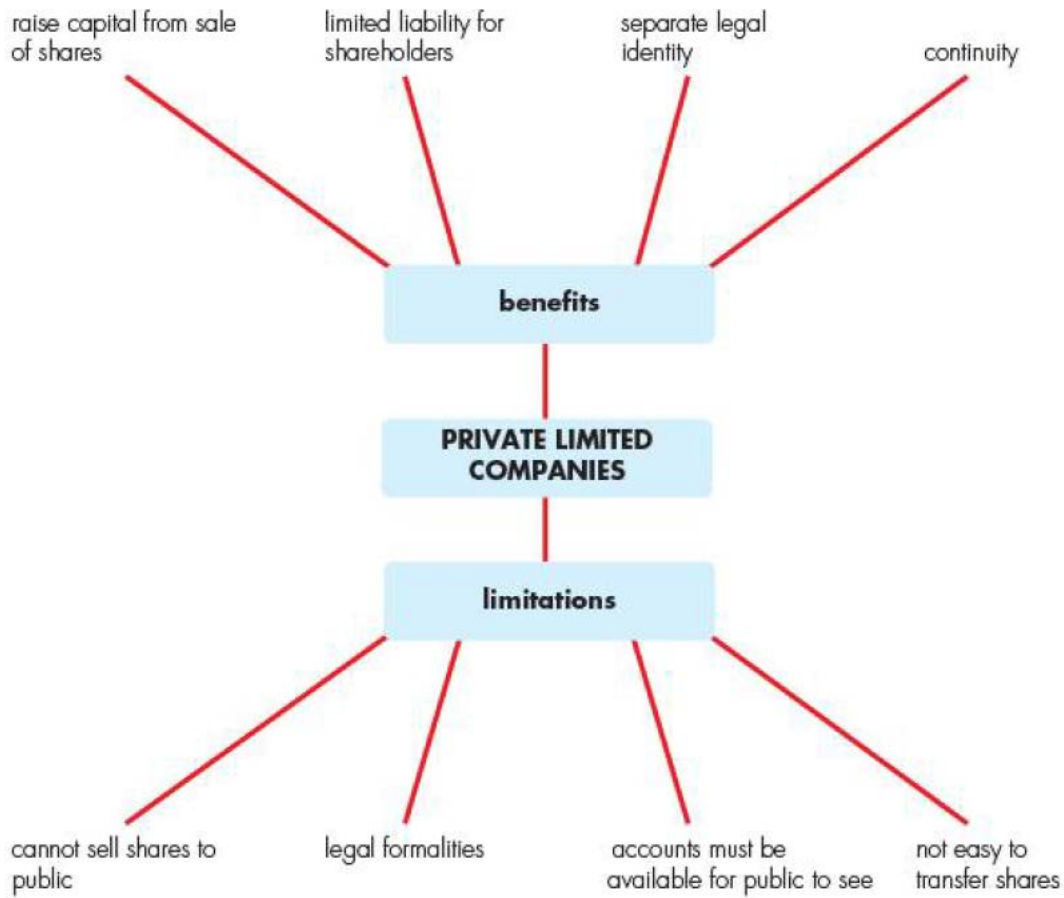 raise capital from sale
of shares
limited liability for
shareholders
separate legal
identity
continuity
benefits
PRIVATE LIMITED
COMPANIES
limitations
cannot sell shares to
public
legal formalities
accounts must be
available for public to see
not easy to
transfer shares